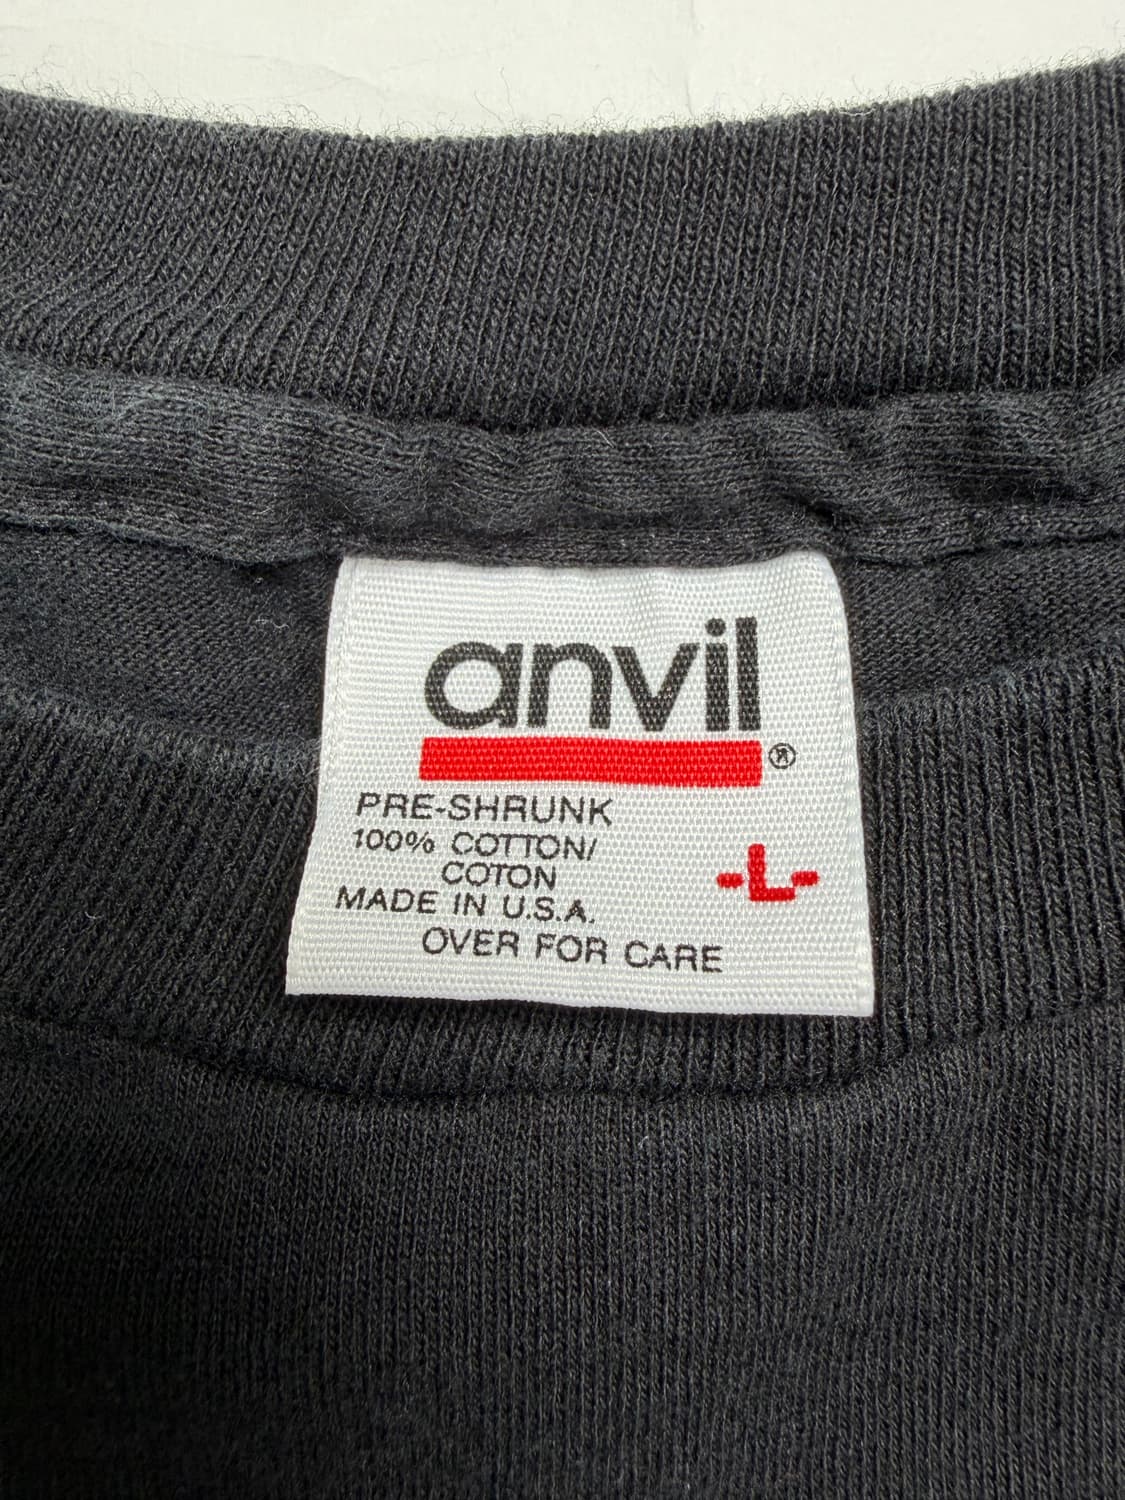 anvil®
PRE-SHRUNK
100% COTTON/
COTON
-L-
MADE IN U.S.A.
OVER FOR CARE